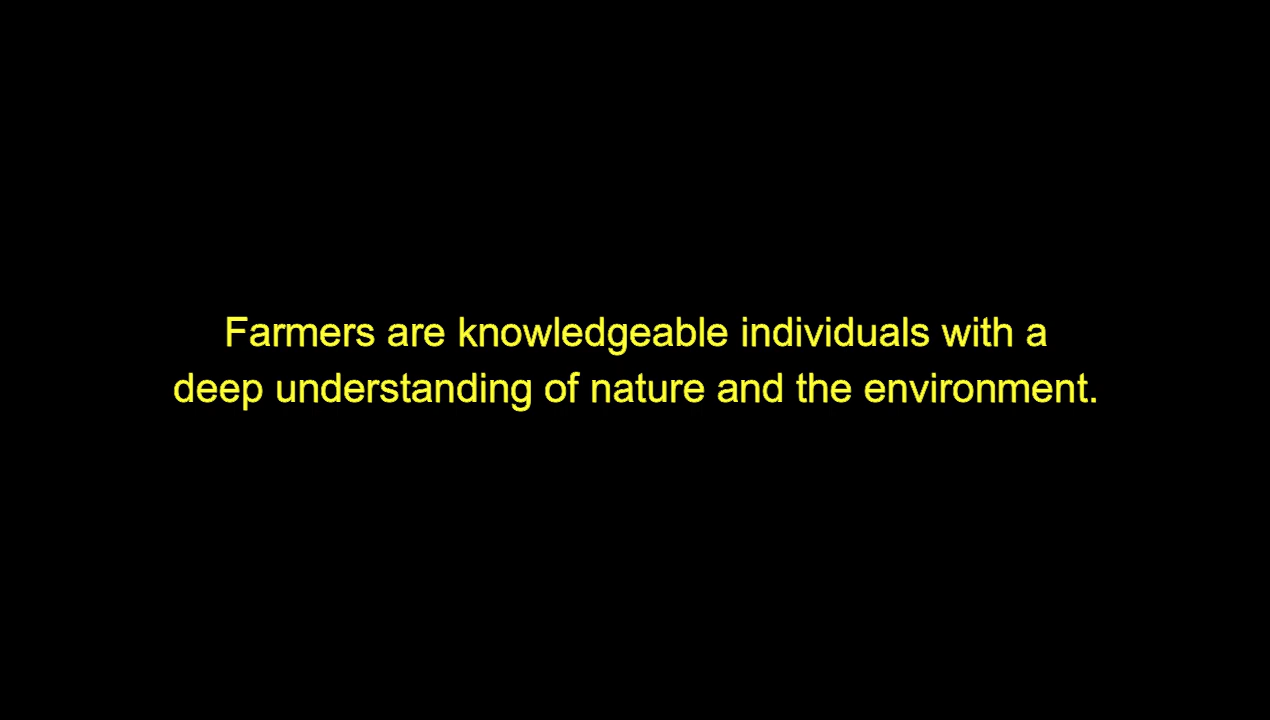 Farmers are knowledgeable individuals with a
deep understanding of nature and the environment.